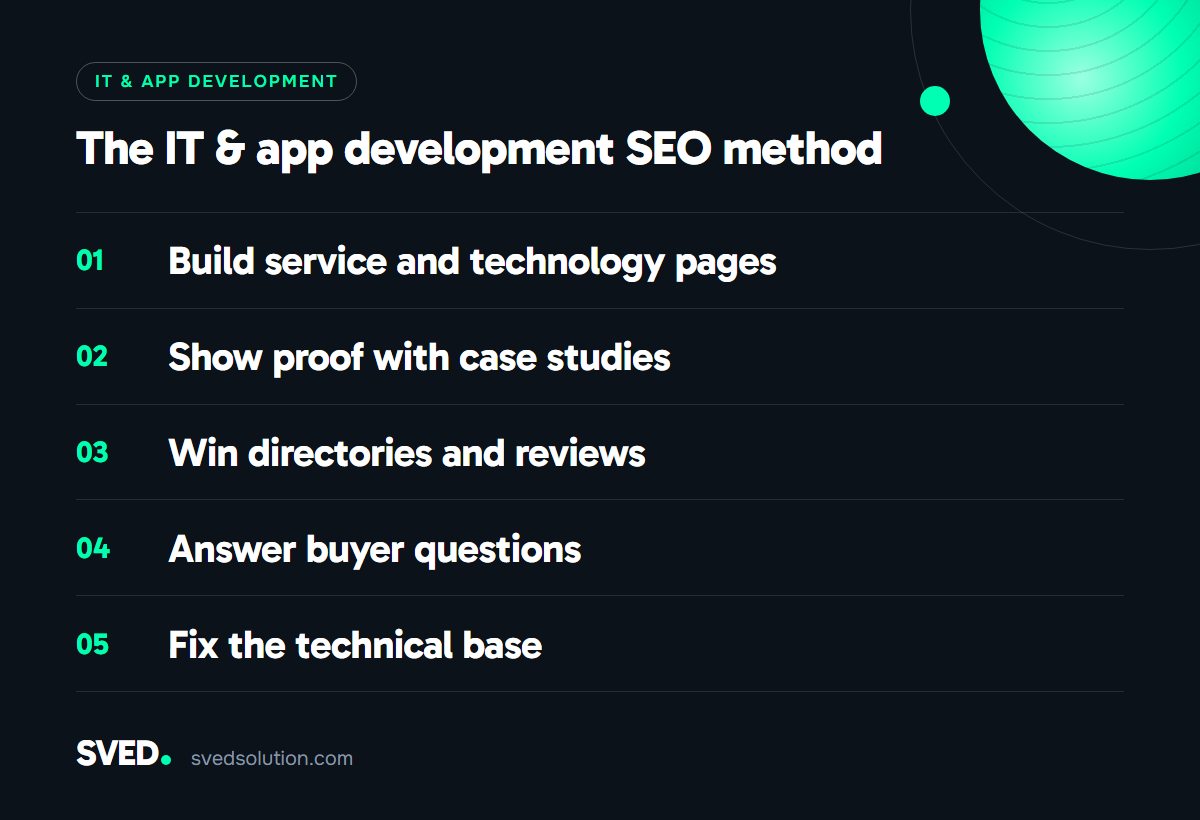 IT & APP DEVELOPMENT
The IT & app development SEO method
01 Build service and technology pages
02 Show proof with case studies
03 Win directories and reviews
04 Answer buyer questions
05 Fix the technical base
SVED. svedsolution.com